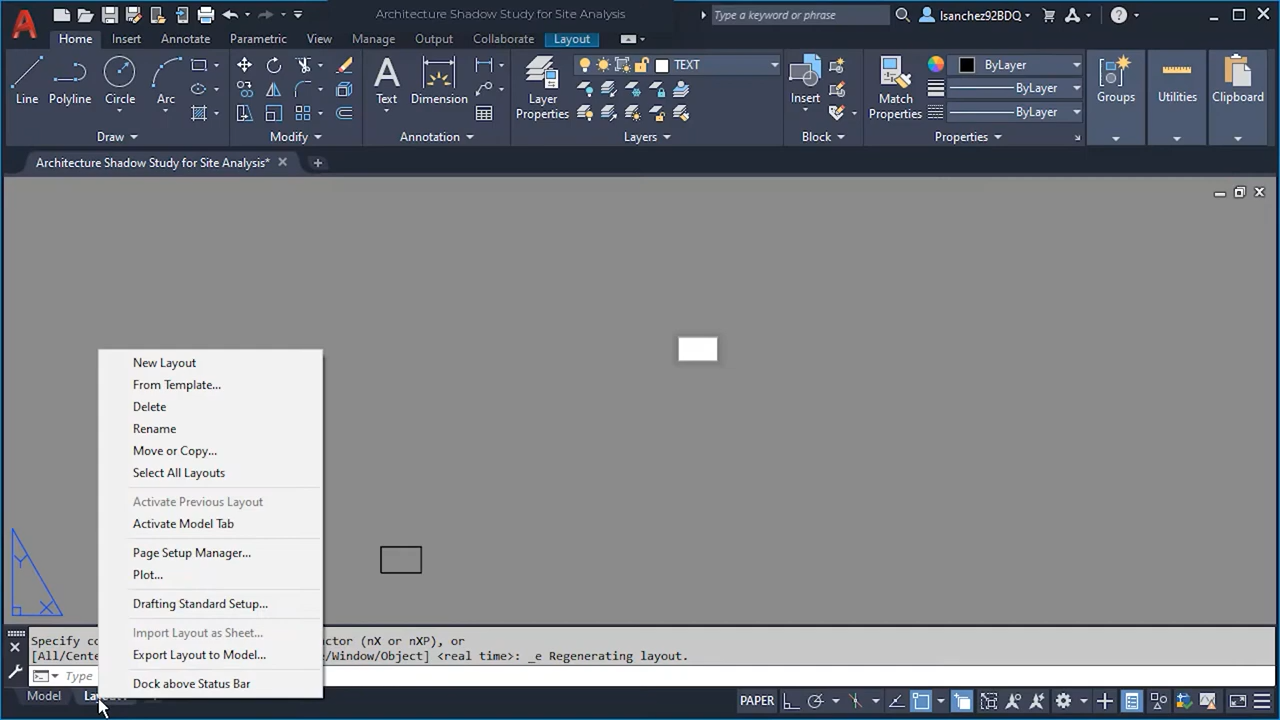 Architecture Shadow Study for Site Analysis
Type a keyword or phrase
lsanchez92BDQ
Home
Insert
Annotate
Parametric
View
Manage
Output
Collaborate
Layout
Line
Polyline
Circle
Arc
Text
Dimension
Layer
Properties
TEXT
Insert
Match
Properties
ByLayer
ByLayer
ByLayer
Groups
Utilities
Clipboard
Draw
Modify
Annotation
Layers
Block
Properties
Architecture Shadow Study for Site Analysis*
New Layout
From Template...
Delete
Rename
Move or Copy...
Select All Layouts
Activate Previous Layout
Activate Model Tab
Page Setup Manager...
Plot...
Drafting Standard Setup...
Import Layout as Sheet...
Export Layout to Model...
Dock above Status Bar
Y
X
Specify co actor (nX or nXP), or
[All/Cente e/Window/Object] <real time>: _e Regenerating layout.
Type
Model
PAPER